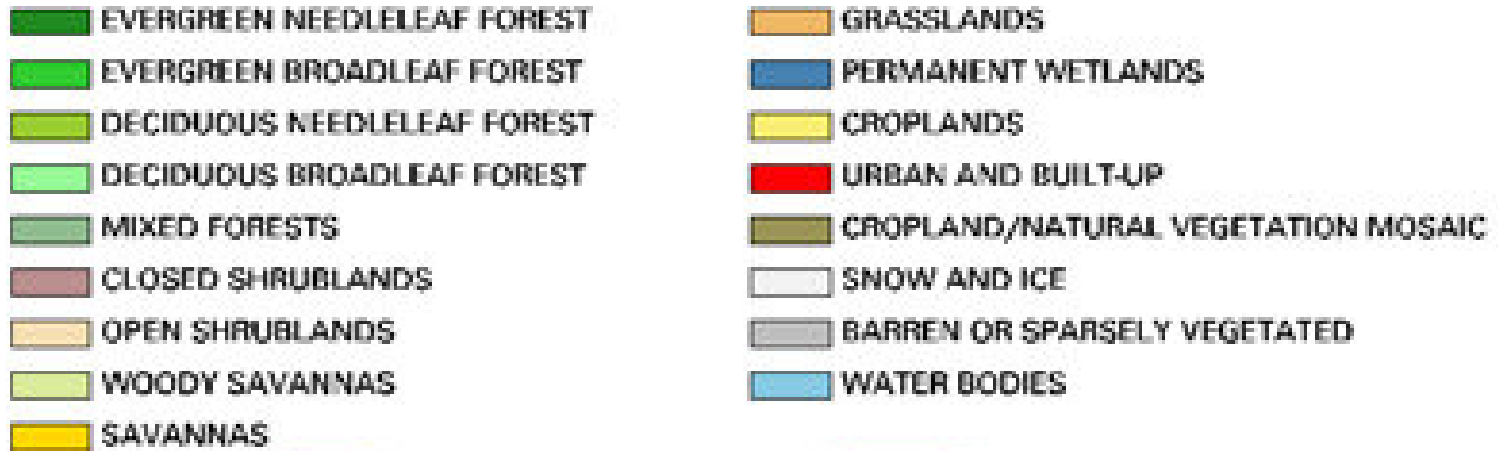 EVERGREEN NEEDLELEAF FOREST
EVERGREEN BROADLEAF FOREST
DECIDUOUS NEEDLELEAF FOREST
DECIDUOUS BROADLEAF FOREST
MIXED FORESTS
CLOSED SHRUBLANDS
OPEN SHRUBLANDS
WOODY SAVANNAS
SAVANNAS
GRASSLANDS
PERMANENT WETLANDS
CROPLANDS
URBAN AND BUILT-UP
CROPLAND/NATURAL VEGETATION MOSAIC
SNOW AND ICE
BARREN OR SPARSELY VEGETATED
WATER BODIES